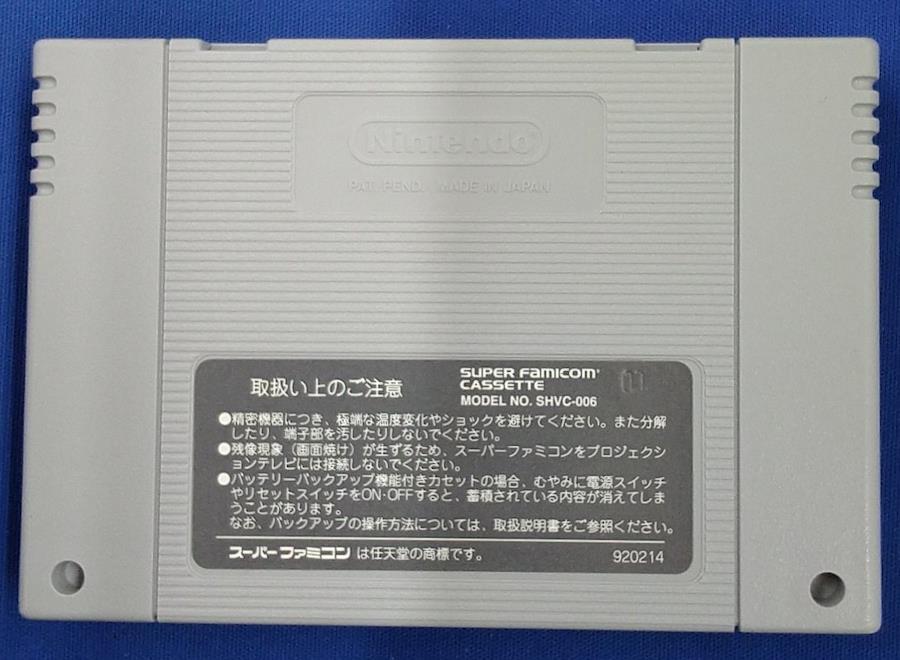 Nintendo
PAT. PEND. MADE IN JAPAN
取扱い上のご注意
SUPER FAMICOM
CASSETTE
MODEL NO. SHVC-006
11
●精密機器につき、極端な温度変化やショックを避けてください。また分解
したり、端子部を汚したりしないでください。
●残像現象（画面焼け）が生ずるため、スーパーファミコンをプロジェクシ
ョンテレビには接続しないでください。
●バッテリーバックアップ機能付きカセットの場合、むやみに電源スイッチ
やリセットスイッチをON・OFFすると、蓄積されている内容が消えてしま
うことがあります。
なお、バックアップの操作方法については、取扱説明書をご参照ください。
スーパーファミコン は任天堂の商標です。
920214